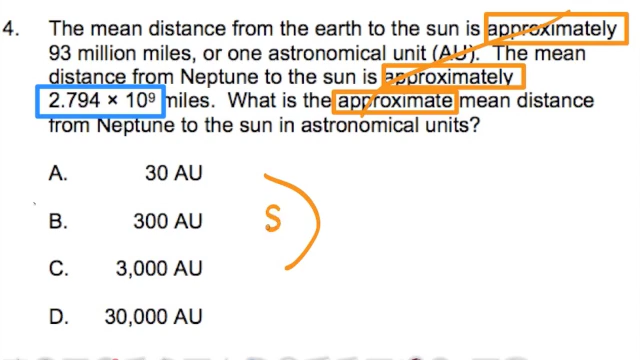 4. The mean distance from the earth to the sun is approximately
93 million miles, or one astronomical unit (AU). The mean
distance from Neptune to the sun is approximately
2.794 × 10⁹ miles. What is the approximate mean distance
from Neptune to the sun in astronomical units?
A. 30 AU
B. 300 AU
S
C. 3,000 AU
D. 30,000 AU